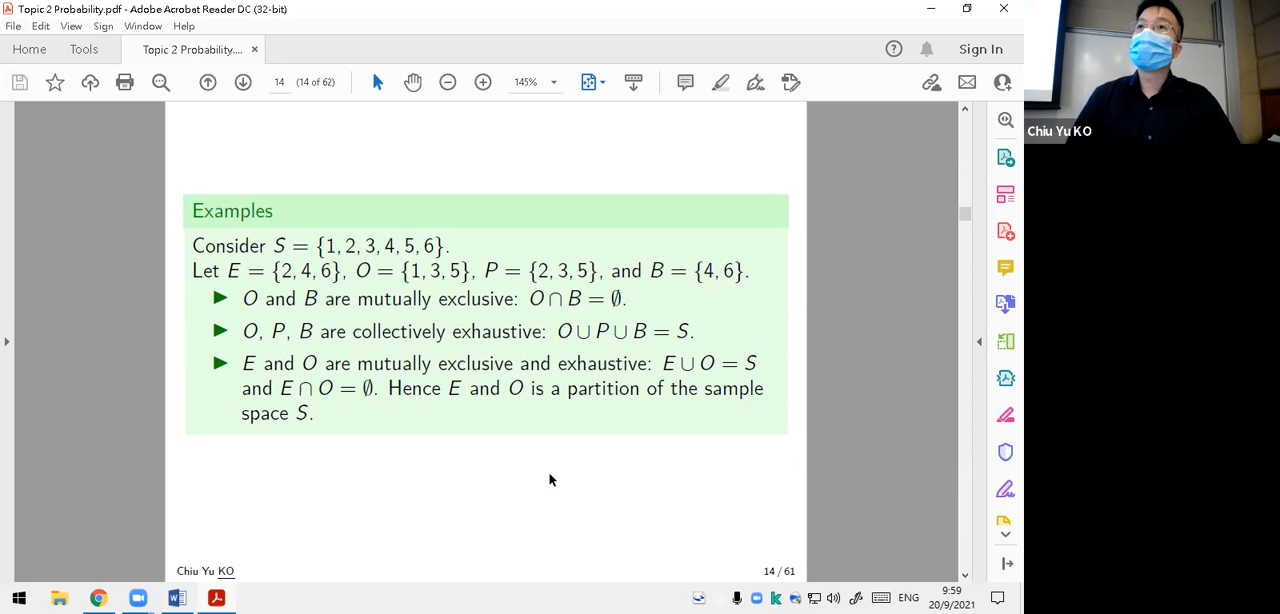 Topic 2 Probability.pdf - Adobe Acrobat Reader DC (32-bit)
File Edit View Sign Window Help
Home Tools Topic 2 Probability.... × Sign In
14 (14 of 62) 145%
Chiu Yu KO
Examples
Consider S = {1, 2, 3, 4, 5, 6}.
Let E = {2, 4, 6}, O = {1, 3, 5}, P = {2, 3, 5}, and B = {4, 6}.
▶ O and B are mutually exclusive: O ∩ B = ∅.
▶ O, P, B are collectively exhaustive: O ∪ P ∪ B = S.
▶ E and O are mutually exclusive and exhaustive: E ∪ O = S
and E ∩ O = ∅. Hence E and O is a partition of the sample
space S.
Chiu Yu KO 14 / 61
ENG 9:59
20/9/2021